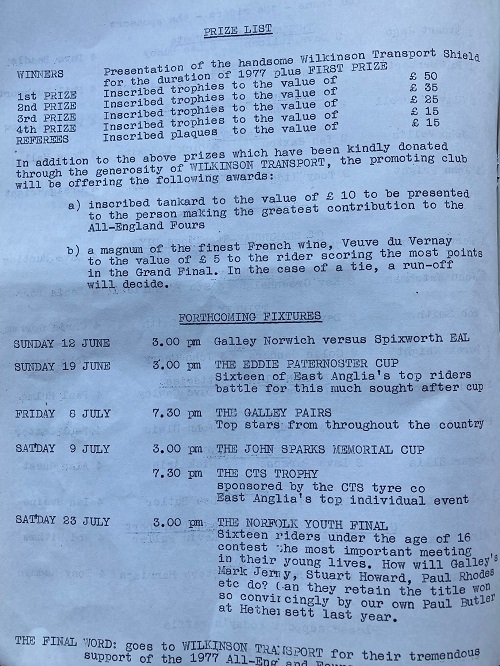 PRIZE LIST
WINNERS Presentation of the handsome Wilkinson Transport Shield
for the duration of 1977 plus FIRST PRIZE
1st PRIZE Inscribed trophies to the value of £ 50
2nd PRIZE Inscribed trophies to the value of £ 35
3rd PRIZE Inscribed trophies to the value of £ 25
4th PRIZE Inscribed trophies to the value of £ 15
REFEREES Inscribed plaques to the value of £ 15
In addition to the above prizes which have been kindly donated
through the generosity of WILKINSON TRANSPORT, the promoting club
will be offering the following awards:
a) inscribed tankard to the value of £ 10 to be presented
to the person making the greatest contribution to the
All-England Fours
b) a magnum of the finest French wine, Veuve du Vernay
to the value of £ 5 to the rider scoring the most points
in the Grand Final. In the case of a tie, a run-off
will decide.
FORTHCOMING FIXTURES
SUNDAY 12 JUNE 3.00 pm Galley Norwich versus Spixworth EAL
SUNDAY 19 JUNE 3.00 pm THE EDDIE PATERNOSTER CUP
Sixteen of East Anglia's top riders
battle for this much sought after cup
FRIDAY 8 JULY 7.30 pm THE GALLEY PAIRS
Top stars from throughout the country
SATDAY 9 JULY 3.00 pm THE JOHN SPARKS MEMORIAL CUP
7.30 pm THE CTS TROPHY
sponsored by the CTS tyre co
East Anglia's top individual event
SATDAY 23 JULY 3.00 pm THE NORFOLK YOUTH FINAL
Sixteen riders under the age of 16
contest the most important meeting
in their young lives. How will Galley's
Mark Jermy, Stuart Howard, Paul Rhodes
etc do? Can they retain the title won
so convincingly by our own Paul Butler
at Hethersett last year.
THE FINAL WORD: goes to WILKINSON TRANSPORT for their tremendous
support of the 1977 All-Eng and